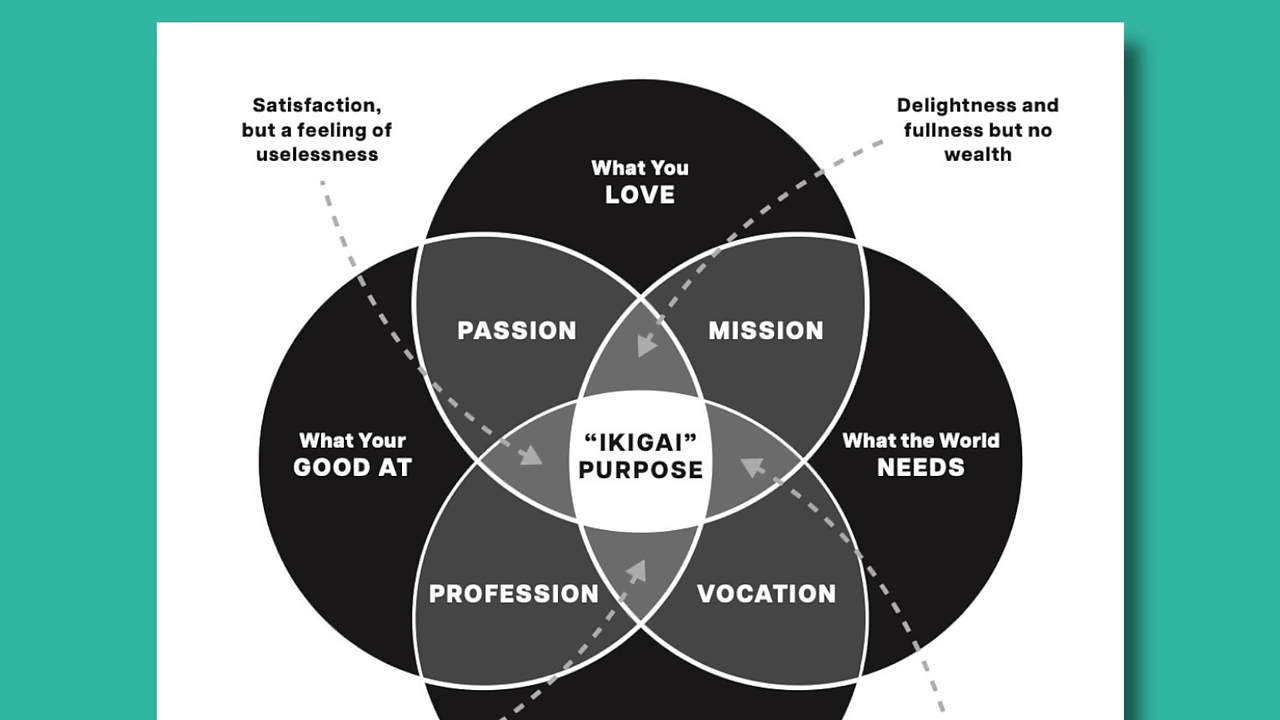 Satisfaction,
but a feeling of
uselessness
Delightness and
fullness but no
wealth
What You
LOVE
PASSION
MISSION
What Your
GOOD AT
“IKIGAI”
PURPOSE
What the World
NEEDS
PROFESSION
VOCATION